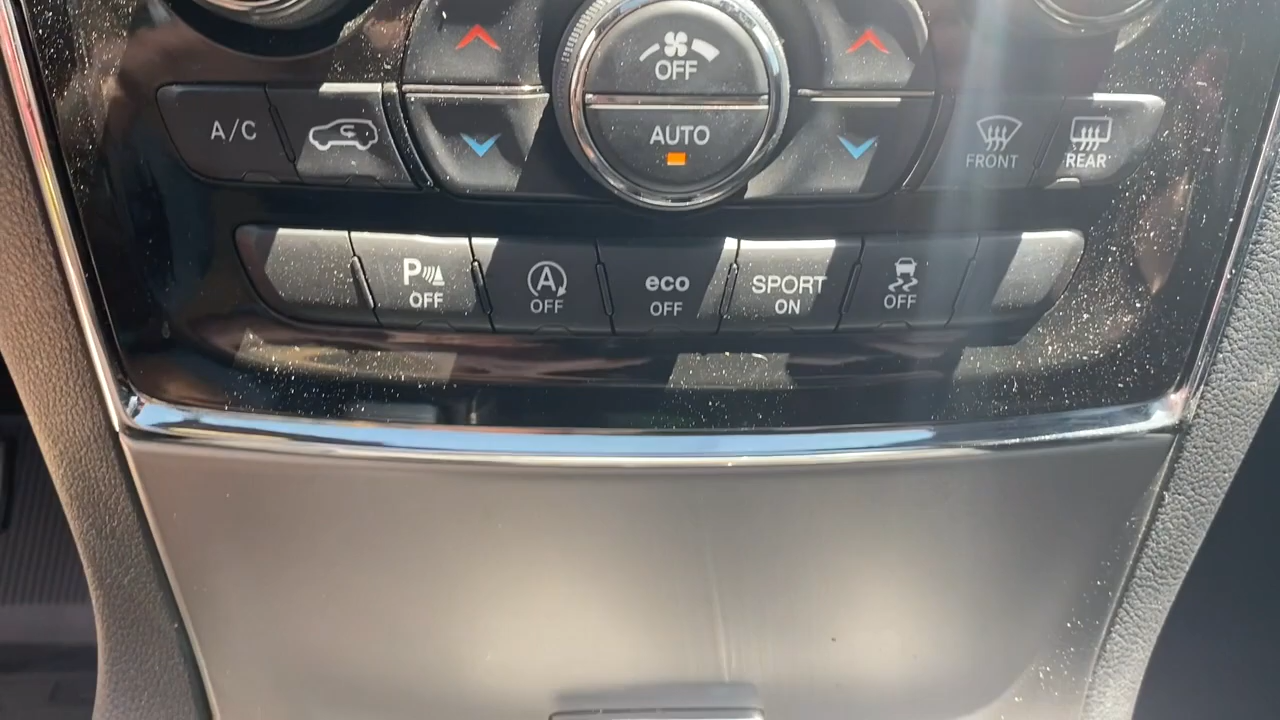 OFF
A/C
AUTO
FRONT
REAR
P
OFF
A
OFF
eco
OFF
SPORT
ON
OFF